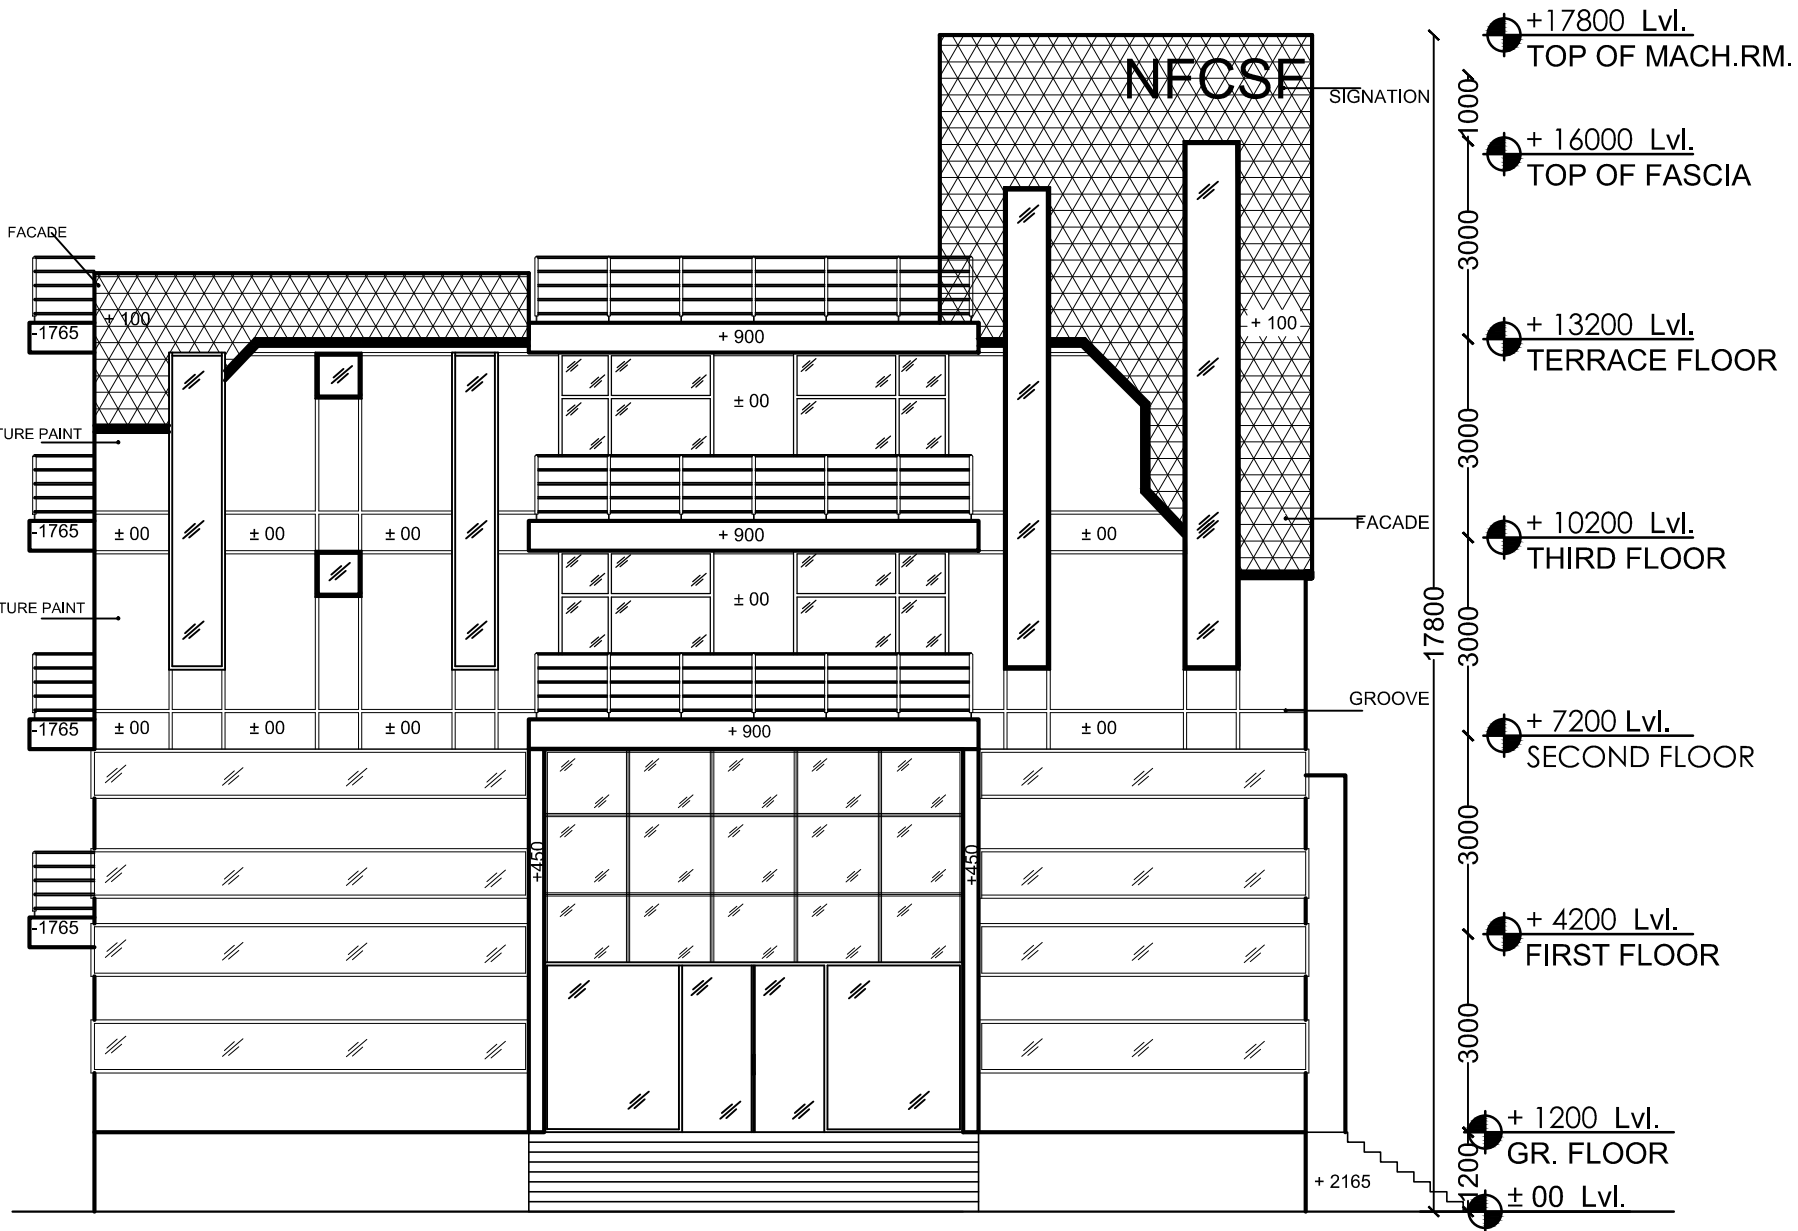 +17800 Lvl.
TOP OF MACH.RM.
NFCSF
SIGNATION
1000
+ 16000 Lvl.
TOP OF FASCIA
FACADE
3000
+ 100
+ 100
-1765
+ 900
+ 13200 Lvl.
TERRACE FLOOR
± 00
TURE PAINT
3000
-1765
± 00
± 00
± 00
+ 900
± 00
FACADE
+ 10200 Lvl.
THIRD FLOOR
± 00
TURE PAINT
17800
3000
GROOVE
-1765
± 00
± 00
± 00
+ 900
± 00
+ 7200 Lvl.
SECOND FLOOR
+450
+450
3000
-1765
+ 4200 Lvl.
FIRST FLOOR
3000
+ 1200 Lvl.
GR. FLOOR
1200
+ 2165
± 00 Lvl.